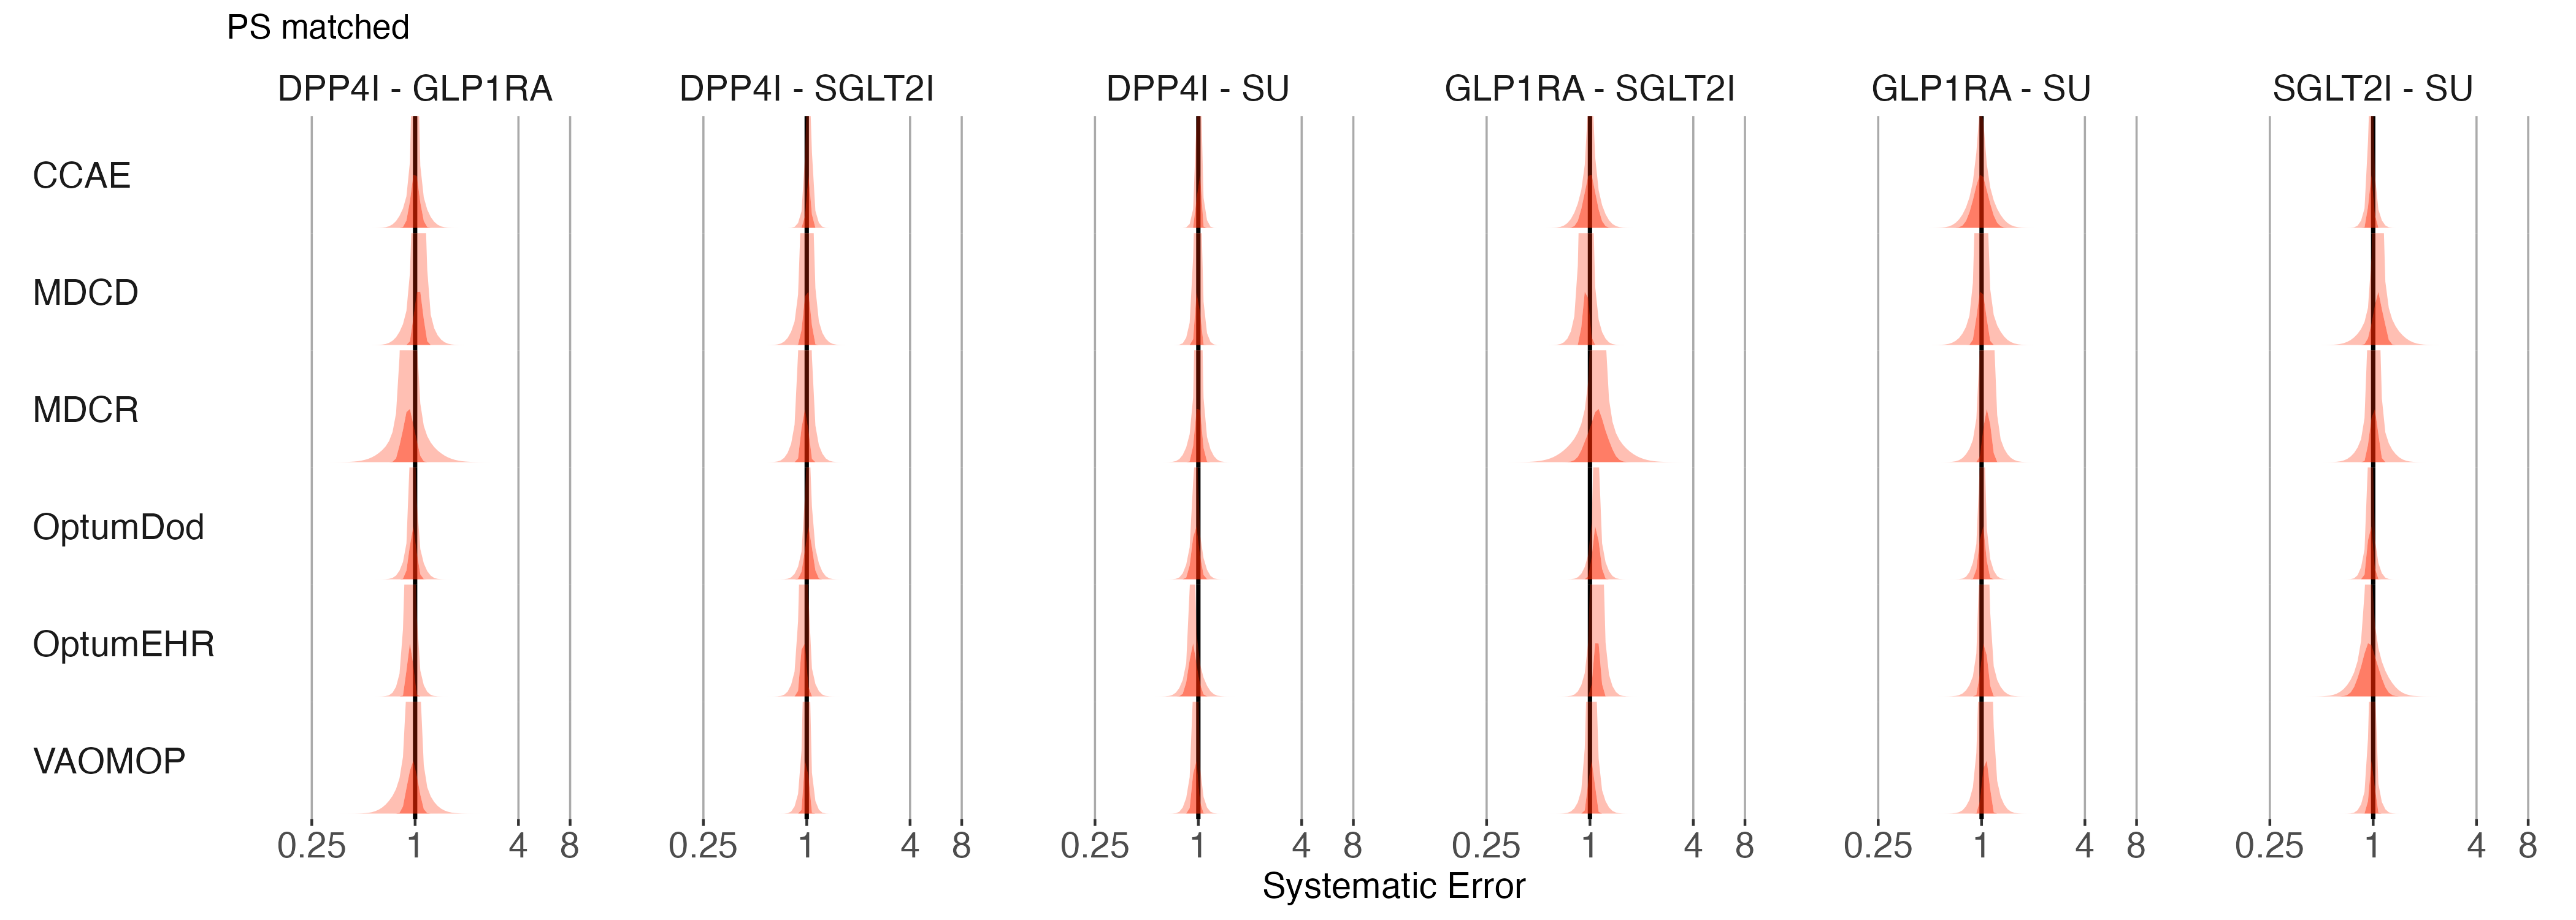 PS matched
DPP4I - GLP1RA DPP4I - SGLT2I DPP4I - SU GLP1RA - SGLT2I GLP1RA - SU SGLT2I - SU
CCAE
MDCD
MDCR
OptumDod
OptumEHR
VAOMOP
0.25 1 4 8 0.25 1 4 8 0.25 1 4 8 0.25 1 4 8 0.25 1 4 8 0.25 1 4 8
Systematic Error